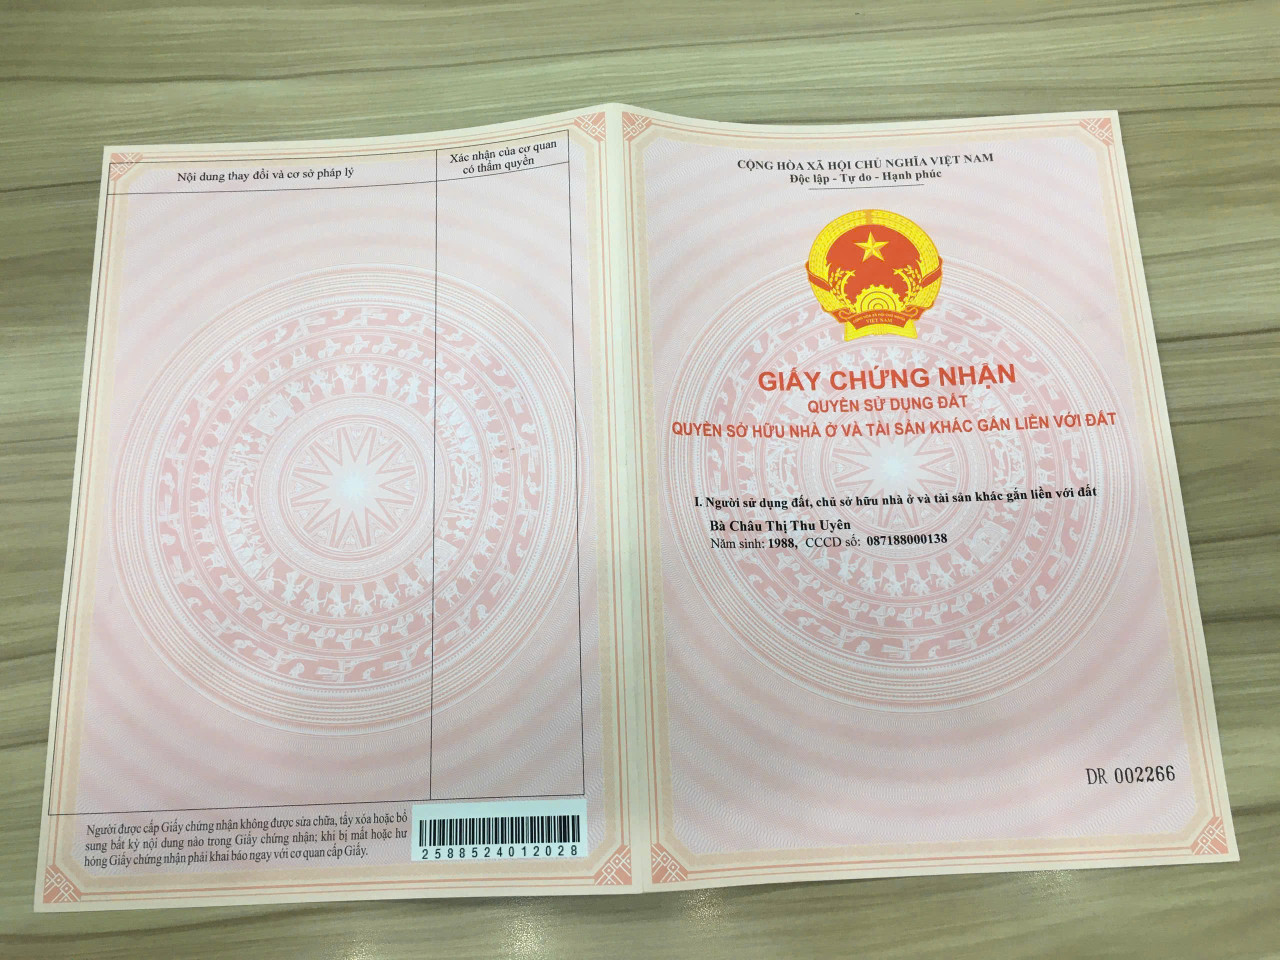 Nội dung thay đổi và cơ sở pháp lý
Xác nhận của cơ quan
có thẩm quyền
Người được cấp Giấy chứng nhận không được sửa chữa, tẩy xóa hoặc bổ
sung bất kỳ nội dung nào trong Giấy chứng nhận; khi bị mất hoặc hư
hỏng Giấy chứng nhận phải khai báo ngay với cơ quan cấp Giấy.
2588524012028
CỘNG HÒA XÃ HỘI CHỦ NGHĨA VIỆT NAM
Độc lập - Tự do - Hạnh phúc
VIỆT NAM
GIẤY CHỨNG NHẬN
QUYỀN SỬ DỤNG ĐẤT
QUYỀN SỞ HỮU NHÀ Ở VÀ TÀI SẢN KHÁC GẮN LIỀN VỚI ĐẤT
I. Người sử dụng đất, chủ sở hữu nhà ở và tài sản khác gắn liền với đất
Bà Châu Thị Thu Uyên
Năm sinh: 1988, CCCD số: 087188000138
DR 002266